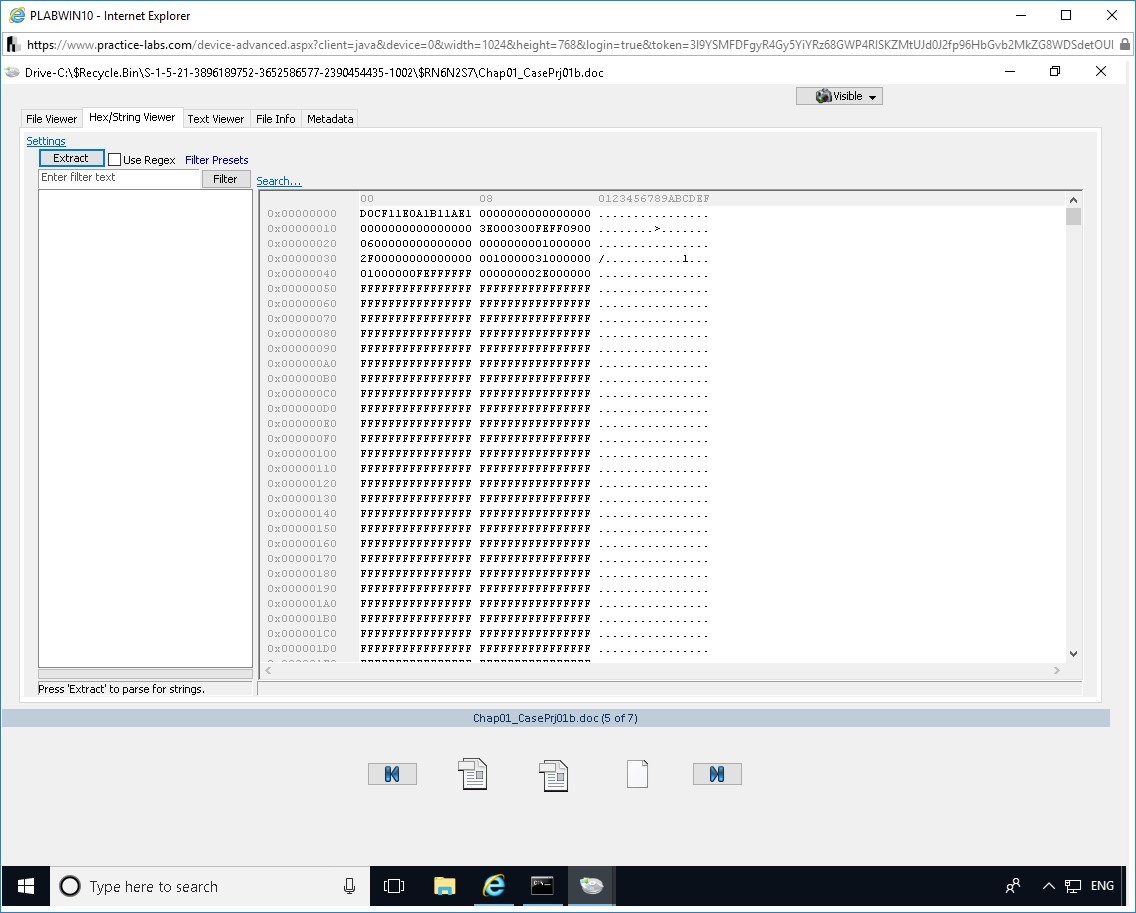 PLABWIN10 - Internet Explorer
https://www.practice-labs.com/device-advanced.aspx?client=java&device=0&width=1024&height=768&login=true&token=3I9YSMFDFgyR4Gy5YiYRz68GWP4RISKZMtUJd0J2fp96HbGvb2MkZG8WDSdetOUI
Drive-C:\$Recycle.Bin\S-1-5-21-3896189752-3652586577-2390454435-1002\$RN6N2S7\Chap01_CasePrj01b.doc
Visible
File Viewer Hex/String Viewer Text Viewer File Info Metadata
Settings
Extract Use Regex Filter Presets
Enter filter text Filter Search...
00 08 0123456789ABCDEF
0x00000000 D0CF11E0A1B11AE1 0000000000000000 ................
0x00000010 0000000000000000 3E000300FEFF0900 ........>.......
0x00000020 0600000000000000 0000000001000000 ................
0x00000030 2F00000000000000 0010000031000000 /...........1...
0x00000040 01000000FEFFFFFF 000000002E000000 ................
0x00000050 FFFFFFFFFFFFFFFF FFFFFFFFFFFFFFFF ................
0x00000060 FFFFFFFFFFFFFFFF FFFFFFFFFFFFFFFF ................
0x00000070 FFFFFFFFFFFFFFFF FFFFFFFFFFFFFFFF ................
0x00000080 FFFFFFFFFFFFFFFF FFFFFFFFFFFFFFFF ................
0x00000090 FFFFFFFFFFFFFFFF FFFFFFFFFFFFFFFF ................
0x000000A0 FFFFFFFFFFFFFFFF FFFFFFFFFFFFFFFF ................
0x000000B0 FFFFFFFFFFFFFFFF FFFFFFFFFFFFFFFF ................
0x000000C0 FFFFFFFFFFFFFFFF FFFFFFFFFFFFFFFF ................
0x000000D0 FFFFFFFFFFFFFFFF FFFFFFFFFFFFFFFF ................
0x000000E0 FFFFFFFFFFFFFFFF FFFFFFFFFFFFFFFF ................
0x000000F0 FFFFFFFFFFFFFFFF FFFFFFFFFFFFFFFF ................
0x00000100 FFFFFFFFFFFFFFFF FFFFFFFFFFFFFFFF ................
0x00000110 FFFFFFFFFFFFFFFF FFFFFFFFFFFFFFFF ................
0x00000120 FFFFFFFFFFFFFFFF FFFFFFFFFFFFFFFF ................
0x00000130 FFFFFFFFFFFFFFFF FFFFFFFFFFFFFFFF ................
0x00000140 FFFFFFFFFFFFFFFF FFFFFFFFFFFFFFFF ................
0x00000150 FFFFFFFFFFFFFFFF FFFFFFFFFFFFFFFF ................
0x00000160 FFFFFFFFFFFFFFFF FFFFFFFFFFFFFFFF ................
0x00000170 FFFFFFFFFFFFFFFF FFFFFFFFFFFFFFFF ................
0x00000180 FFFFFFFFFFFFFFFF FFFFFFFFFFFFFFFF ................
0x00000190 FFFFFFFFFFFFFFFF FFFFFFFFFFFFFFFF ................
0x000001A0 FFFFFFFFFFFFFFFF FFFFFFFFFFFFFFFF ................
0x000001B0 FFFFFFFFFFFFFFFF FFFFFFFFFFFFFFFF ................
0x000001C0 FFFFFFFFFFFFFFFF FFFFFFFFFFFFFFFF ................
0x000001D0 FFFFFFFFFFFFFFFF FFFFFFFFFFFFFFFF ................
Press 'Extract' to parse for strings.
Chap01_CasePrj01b.doc (5 of 7)
Type here to search
ENG